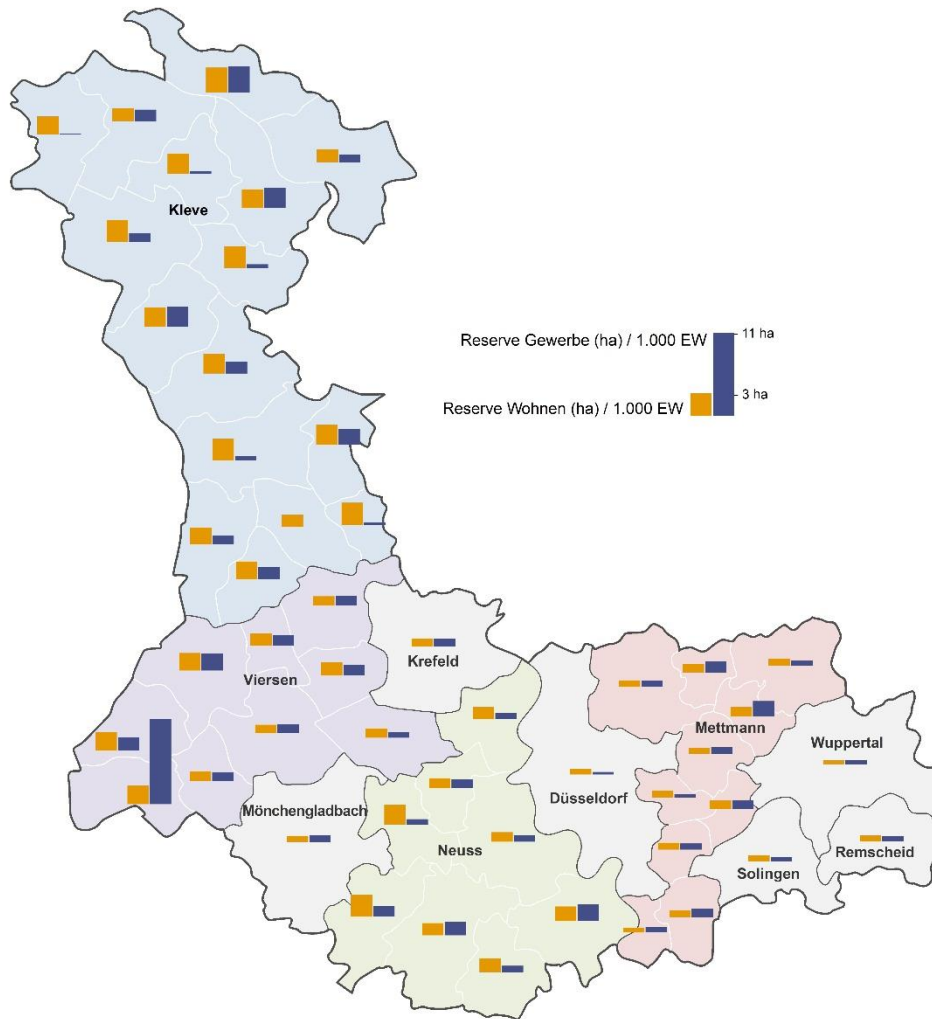 Kleve
11 ha
Reserve Gewerbe (ha) / 1.000 EW
3 ha
Reserve Wohnen (ha) / 1.000 EW
Krefeld
Viersen
Mettmann
Wuppertal
Düsseldorf
Mönchengladbach
Neuss
Remscheid
Solingen